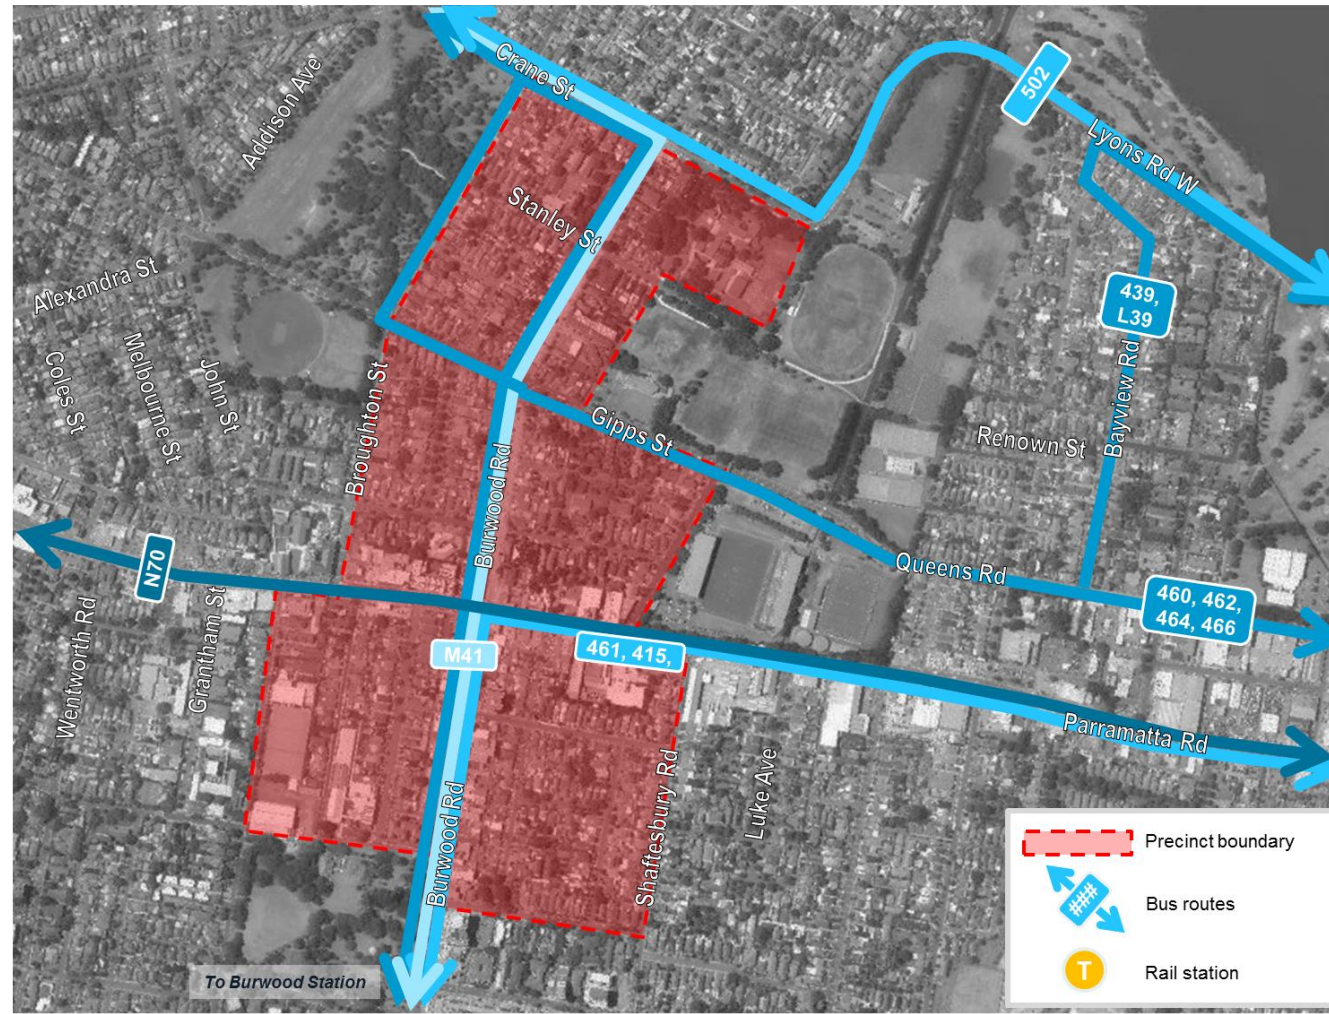 Crane St
Addison Ave
502
Lyons Rd W
Stanley St
Alexandra St
439,
L39
Coles St
Melbourne St
John St
Broughton St
Gipps St
Bayview Rd
Renown St
Burwood Rd
N70
Queens Rd
460, 462,
464, 466
Wentworth Rd
Grantham St
M41
461, 415,
Parramatta Rd
Shaftesbury Rd
Luke Ave
Burwood Rd
To Burwood Station
Precinct boundary
###
Bus routes
T
Rail station